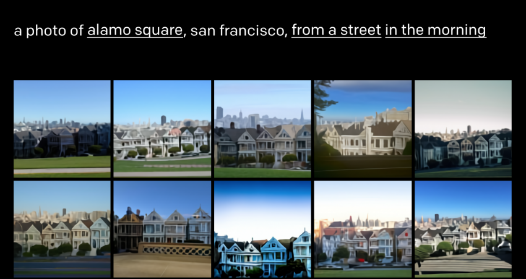 a photo of alamo square, san francisco, from a street in the morning